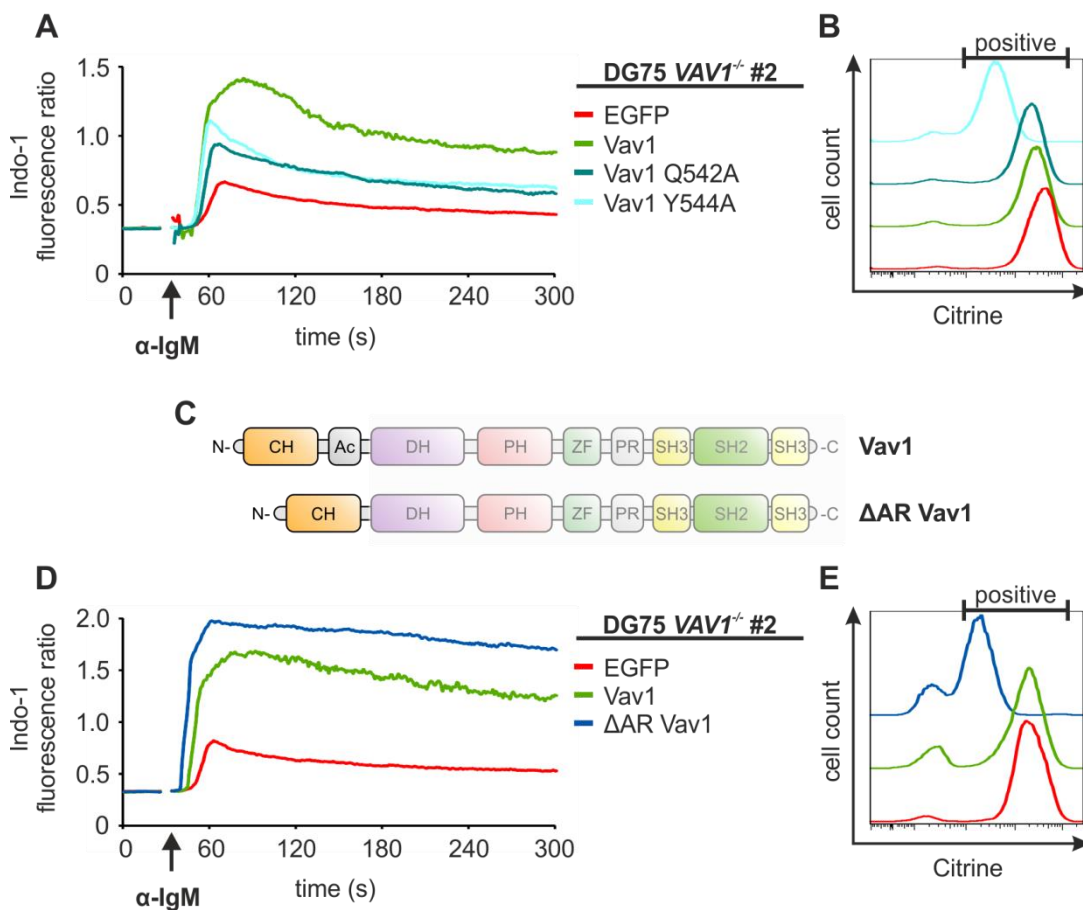 A
Indo-1
fluorescence ratio
1.5
1.0
0.5
0
0 60 120 180 240 300
time (s)
α-IgM
DG75 VAV1-/- #2
EGFP
Vav1
Vav1 Q542A
Vav1 Y544A
B
positive
cell count
Citrine
C
N- CH Ac DH PH ZF PR SH3 SH2 SH3 -C Vav1
N- CH DH PH ZF PR SH3 SH2 SH3 -C ΔAR Vav1
D
Indo-1
fluorescence ratio
2.0
1.5
1.0
0.5
0
0 60 120 180 240 300
time (s)
α-IgM
DG75 VAV1-/- #2
EGFP
Vav1
ΔAR Vav1
E
positive
cell count
Citrine